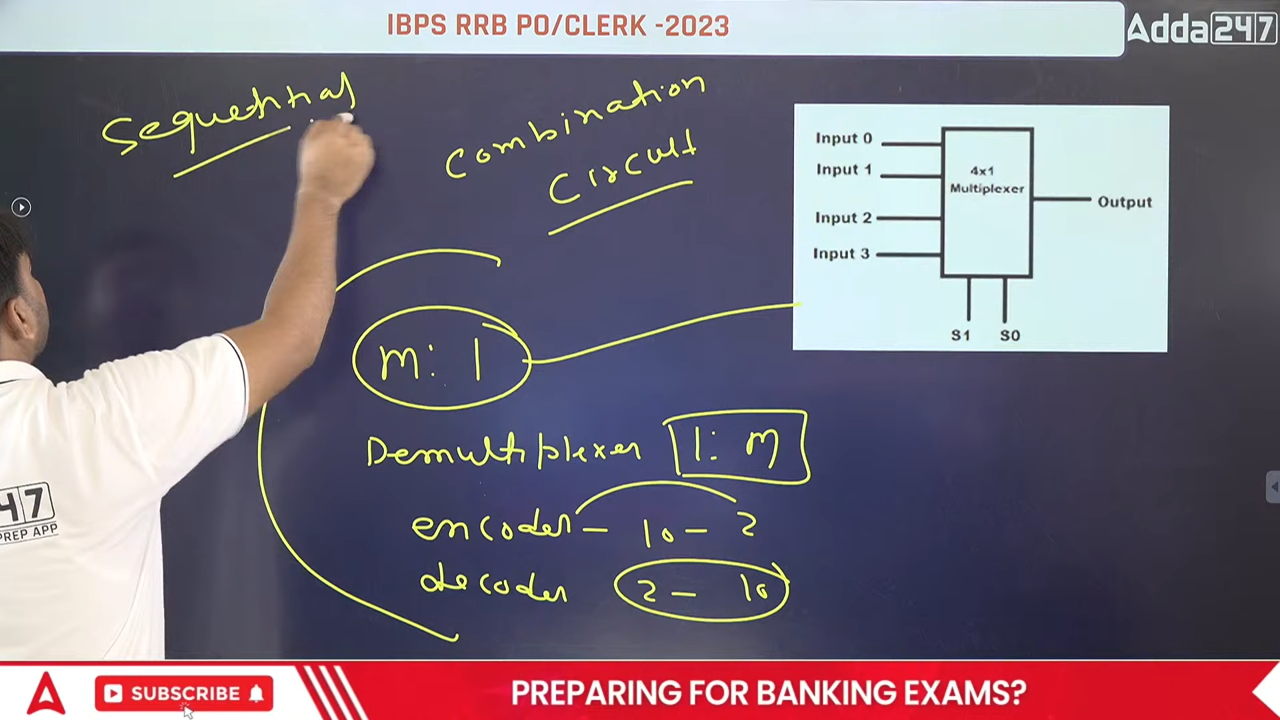 IBPS RRB PO/CLERK -2023
Adda247
Sequential
Combination
Circuit
Input 0
Input 1
Input 2
Input 3
4x1
Multiplexer
Output
S1 S0
m: 1
Demultiplexer 1: m
encoder - 10 - 2
decoder 2 - 10
47
PREP APP
SUBSCRIBE
PREPARING FOR BANKING EXAMS?